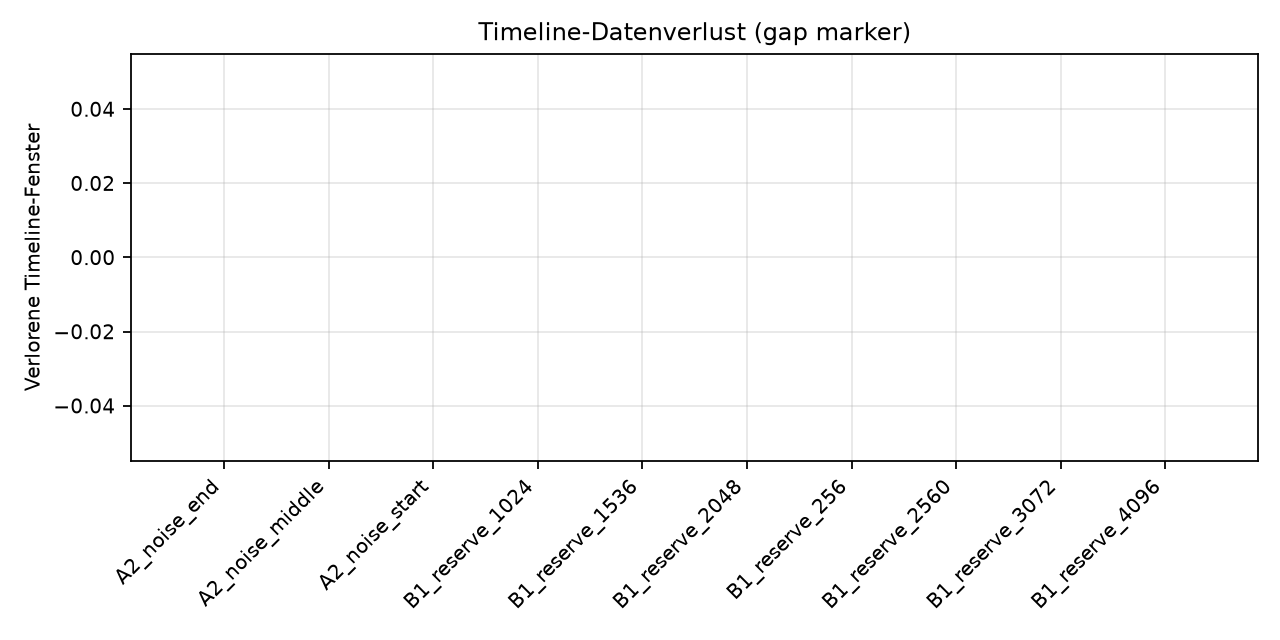 Timeline-Datenverlust (gap marker)
Verlorene Timeline-Fenster
0.04
0.02
0.00
−0.02
−0.04
A2_noise_end
A2_noise_middle
A2_noise_start
B1_reserve_1024
B1_reserve_1536
B1_reserve_2048
B1_reserve_256
B1_reserve_2560
B1_reserve_3072
B1_reserve_4096